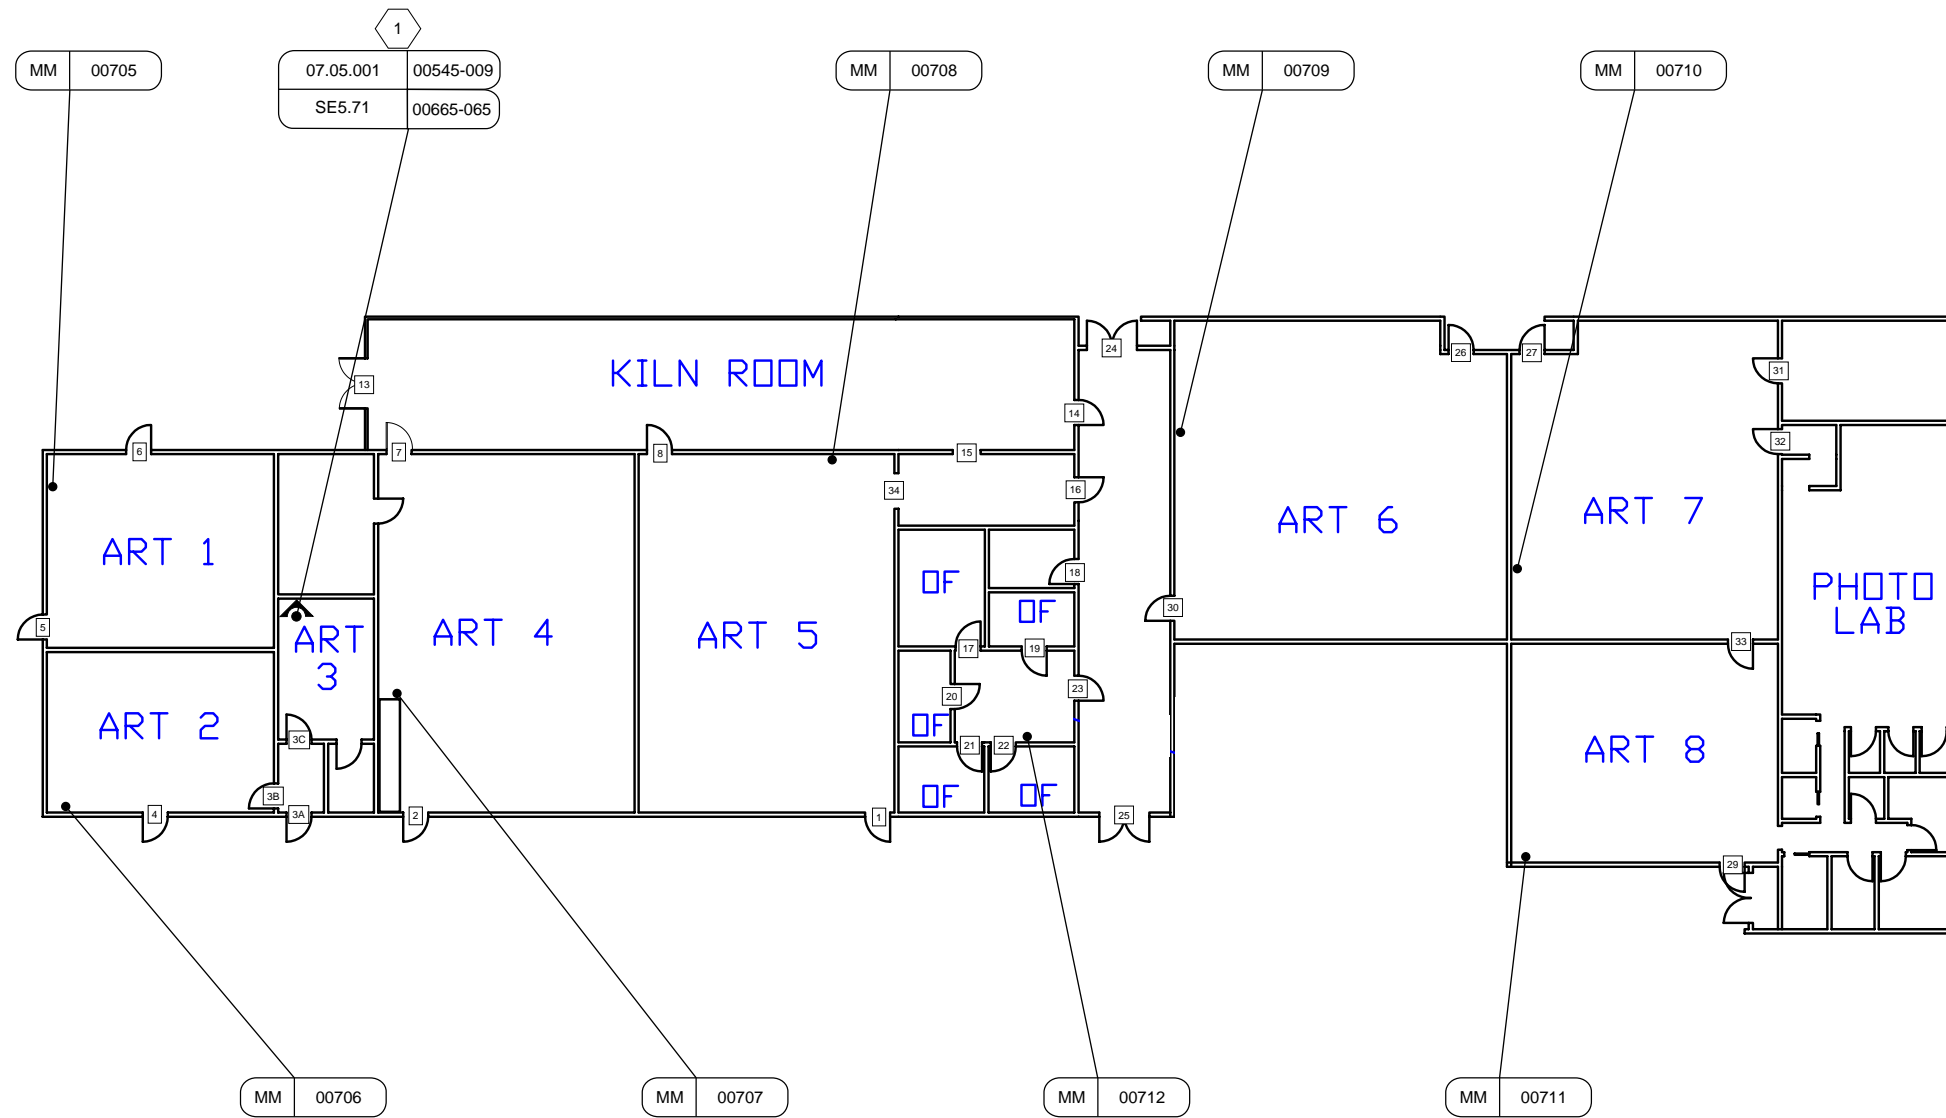 1
MM 00705
07.05.001 00545-009
SE5.71 00665-065
MM 00708
MM 00709
MM 00710
24
26
27
31
13
KILN ROOM
14
32
6
7
8
15
34
16
ART 1
ART 6
ART 7
18
OF
OF
30
PHOTO
LAB
5
ART
3
ART 4
ART 5
17
19
33
20
23
ART 2
OF
3C
21
22
ART 8
3B
OF
OF
4
3A
2
1
25
29
MM 00706
MM 00707
MM 00712
MM 00711